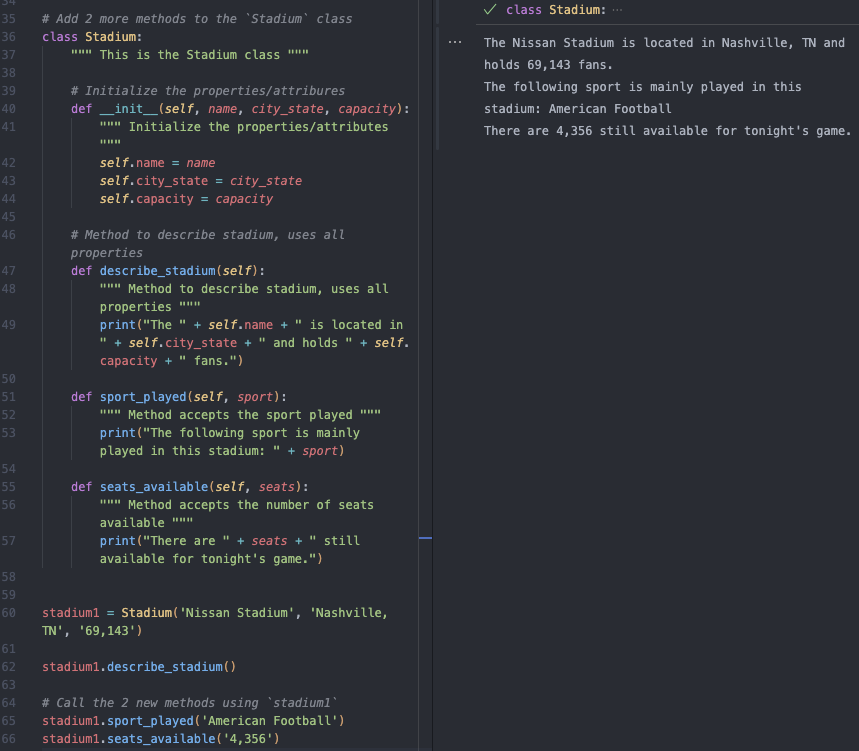 34
35 # Add 2 more methods to the `Stadium` class
36 class Stadium:
37 """ This is the Stadium class """
38
39 # Initialize the properties/attribures
40 def __init__(self, name, city_state, capacity):
41 """ Initialize the properties/attributes
"""
42 self.name = name
43 self.city_state = city_state
44 self.capacity = capacity
45
46 # Method to describe stadium, uses all
properties
47 def describe_stadium(self):
48 """ Method to describe stadium, uses all
properties """
49 print("The " + self.name + " is located in
" + self.city_state + " and holds " + self.
capacity + " fans.")
50
51 def sport_played(self, sport):
52 """ Method accepts the sport played """
53 print("The following sport is mainly
played in this stadium: " + sport)
54
55 def seats_available(self, seats):
56 """ Method accepts the number of seats
available """
57 print("There are " + seats + " still
available for tonight's game.")
58
59
60 stadium1 = Stadium('Nissan Stadium', 'Nashville,
TN', '69,143')
61
62 stadium1.describe_stadium()
63
64 # Call the 2 new methods using `stadium1`
65 stadium1.sport_played('American Football')
66 stadium1.seats_available('4,356')
✓ class Stadium: ...
... The Nissan Stadium is located in Nashville, TN and
holds 69,143 fans.
The following sport is mainly played in this
stadium: American Football
There are 4,356 still available for tonight's game.